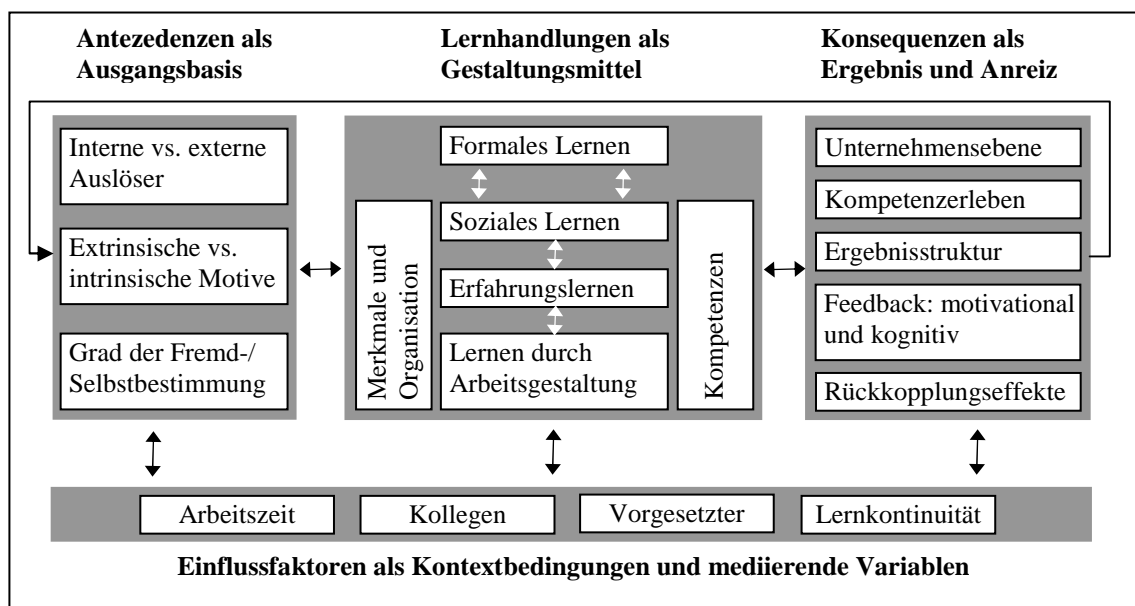 Antezedenzen als
Ausgangsbasis
Lernhandlungen als
Gestaltungsmittel
Konsequenzen als
Ergebnis und Anreiz
Interne vs. externe
Auslöser
Extrinsische vs.
intrinsische Motive
Grad der Fremd-/
Selbstbestimmung
Merkmale und
Organisation
Formales Lernen
Soziales Lernen
Erfahrungslernen
Lernen durch
Arbeitsgestaltung
Kompetenzen
Unternehmensebene
Kompetenzerleben
Ergebnisstruktur
Feedback: motivational
und kognitiv
Rückkopplungseffekte
Arbeitszeit
Kollegen
Vorgesetzter
Lernkontinuität
Einflussfaktoren als Kontextbedingungen und mediierende Variablen